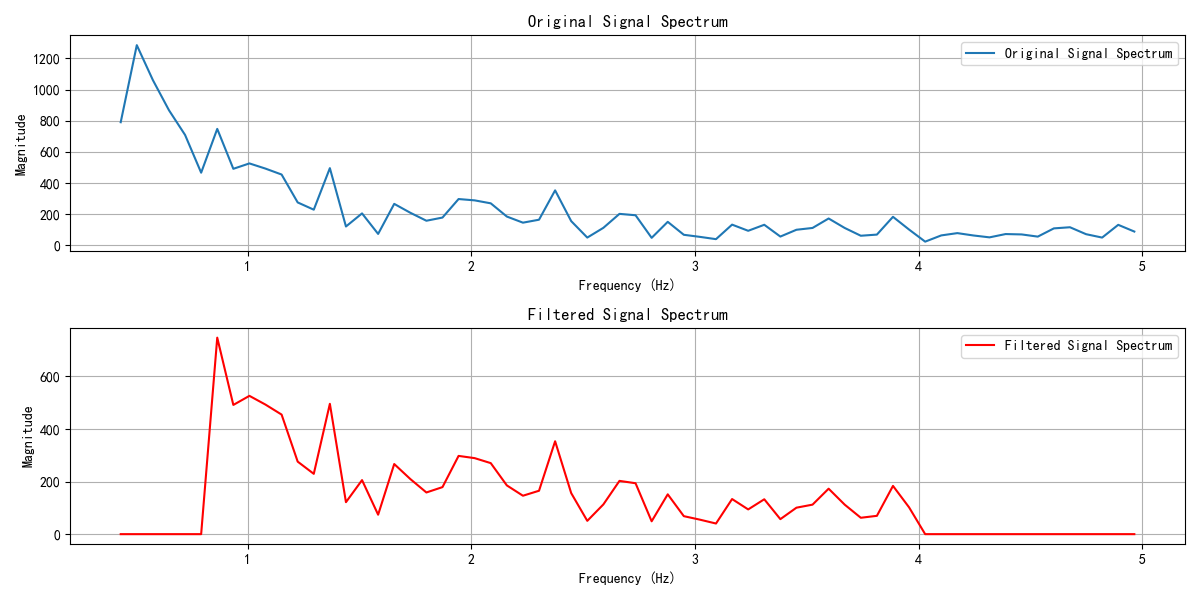 Original Signal Spectrum
Original Signal Spectrum
Magnitude
1200
1000
800
600
400
200
0
1 2 3 4 5
Frequency (Hz)
Filtered Signal Spectrum
Filtered Signal Spectrum
Magnitude
600
400
200
0
1 2 3 4 5
Frequency (Hz)